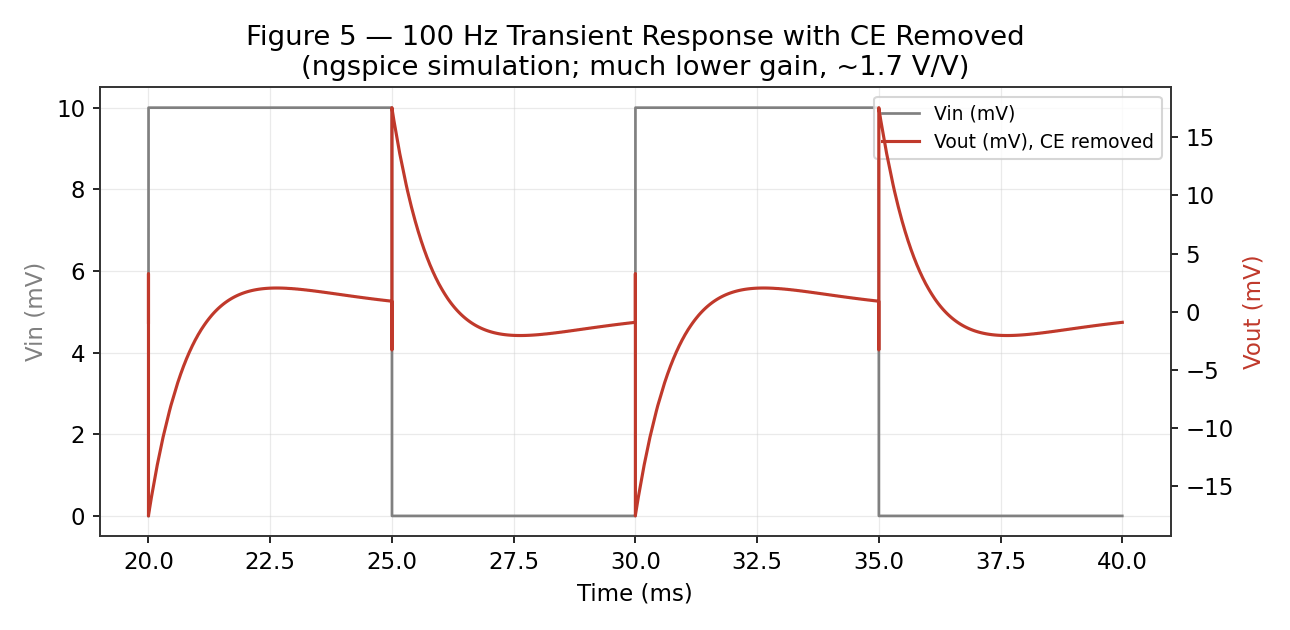 Figure 5 — 100 Hz Transient Response with CE Removed
(ngspice simulation; much lower gain, ~1.7 V/V)
Vin (mV)
Vout (mV), CE removed
10
8
6
4
2
0
Vin (mV)
15
10
5
0
−5
−10
−15
Vout (mV)
20.0 22.5 25.0 27.5 30.0 32.5 35.0 37.5 40.0
Time (ms)